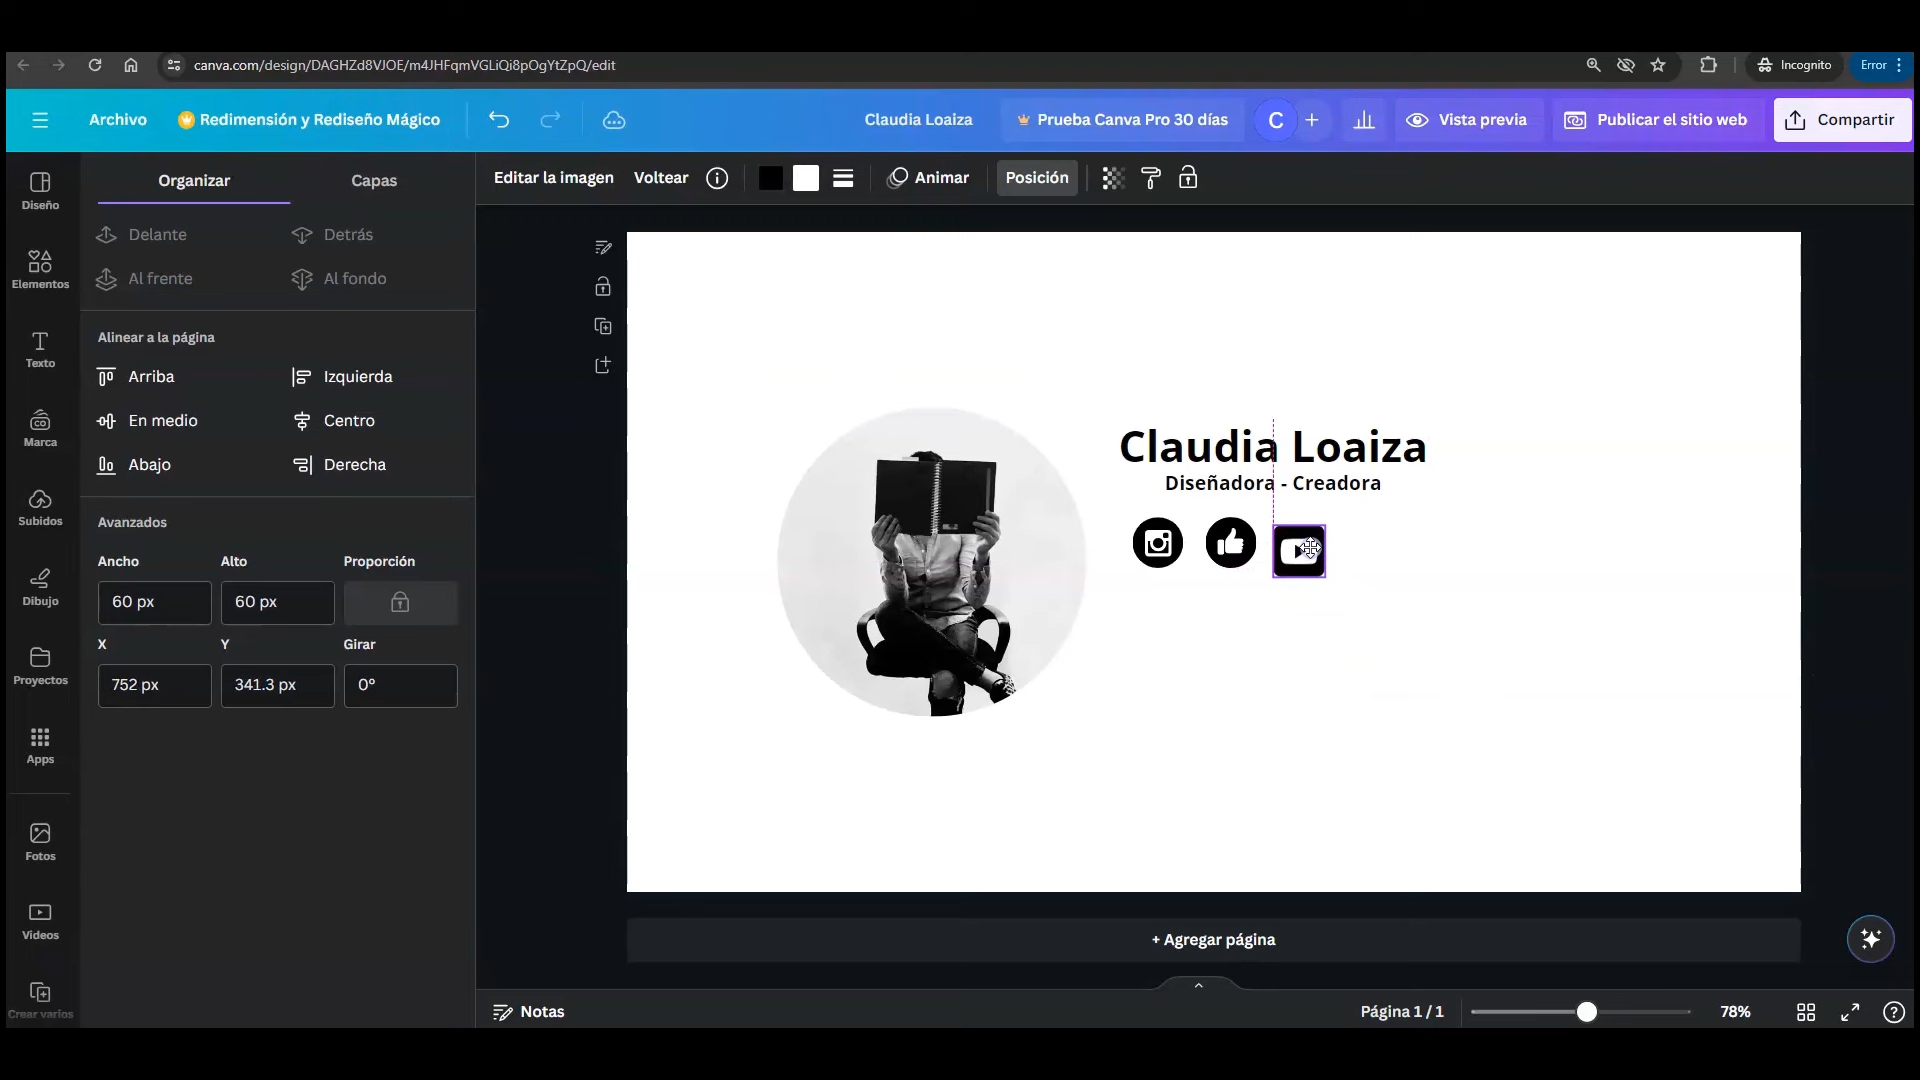 canva.com/design/DAGHZd8VJOE/m4JHFqmVGLiQi8pOgYtZpQ/edit
Incognito
Error
Archivo
Redimensión y Rediseño Mágico
Claudia Loaiza
Prueba Canva Pro 30 días
C
Vista previa
Publicar el sitio web
Compartir
Organizar
Capas
Editar la imagen
Voltear
Animar
Posición
Diseño
Elementos
Texto
Marca
Subidos
Dibujo
Proyectos
Apps
Fotos
Videos
Crear varios
Delante
Detrás
Al frente
Al fondo
Alinear a la página
Arriba
Izquierda
En medio
Centro
Abajo
Derecha
Avanzados
Ancho
Alto
Proporción
60 px
60 px
X
Y
Girar
752 px
341.3 px
0°
Claudia Loaiza
Diseñadora - Creadora
+ Agregar página
Notas
Página 1 / 1
78%